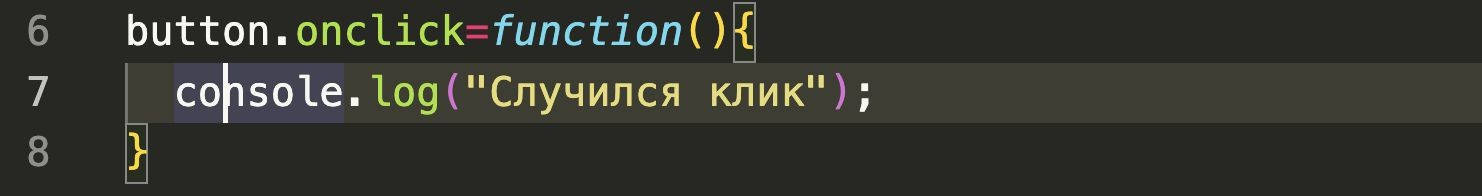 6 button.onclick=function(){
7 console.log("Случился клик");
8 }